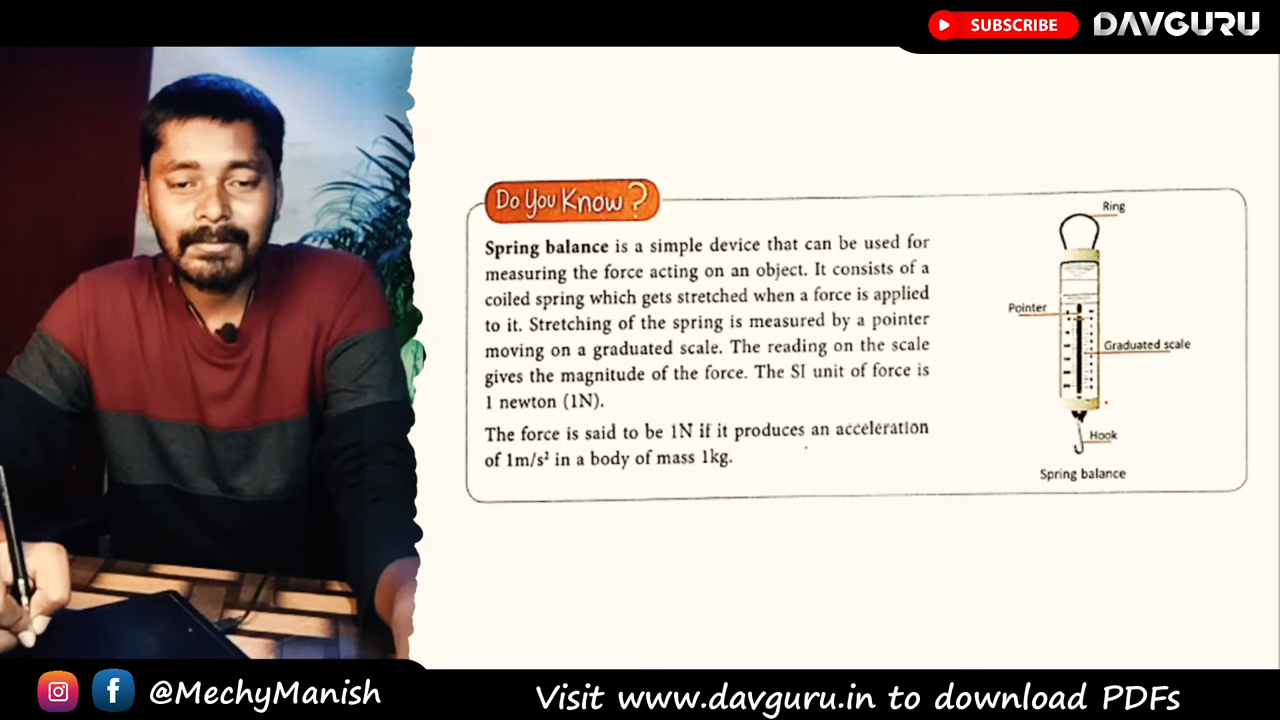 SUBSCRIBE
DAVGURU
Do You Know ?
Spring balance is a simple device that can be used for
measuring the force acting on an object. It consists of a
coiled spring which gets stretched when a force is applied
to it. Stretching of the spring is measured by a pointer
moving on a graduated scale. The reading on the scale
gives the magnitude of the force. The SI unit of force is
1 newton (1N).
The force is said to be 1N if it produces an acceleration
of 1m/s² in a body of mass 1kg.
Ring
Pointer
Graduated scale
Hook
Spring balance
@MechyManish
Visit www.davguru.in to download PDFs